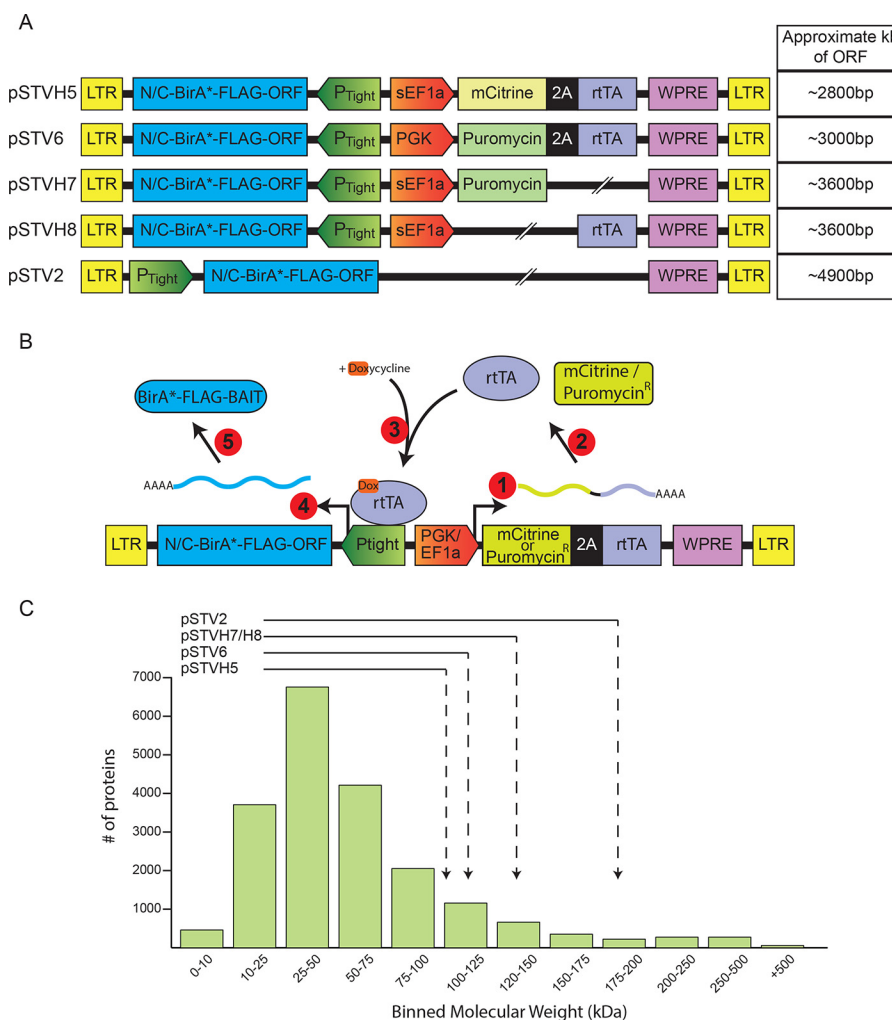 A
Approximate k
of ORF
pSTVH5 LTR N/C-BirA*-FLAG-ORF PTight sEF1a mCitrine 2A rtTA WPRE LTR ~2800bp
pSTV6 LTR N/C-BirA*-FLAG-ORF PTight PGK Puromycin 2A rtTA WPRE LTR ~3000bp
pSTVH7 LTR N/C-BirA*-FLAG-ORF PTight sEF1a Puromycin // WPRE LTR ~3600bp
pSTVH8 LTR N/C-BirA*-FLAG-ORF PTight sEF1a // rtTA WPRE LTR ~3600bp
pSTV2 LTR PTight N/C-BirA*-FLAG-ORF // WPRE LTR ~4900bp
B
+ Doxycycline
rtTA
mCitrine /
Puromycin R
BirA*-FLAG-BAIT
5
3
2
AAAA
4
Dox
rtTA
1
AAAA
LTR N/C-BirA*-FLAG-ORF Ptight
PGK/
EF1a
mCitrine
or
Puromycin R
2A rtTA WPRE LTR
C
pSTV2
pSTVH7/H8
pSTV6
pSTVH5
# of proteins
7000
6000
5000
4000
3000
2000
1000
0-10 10-25 25-50 50-75 75-100 100-125 120-150 150-175 175-200 200-250 250-500 +500
Binned Molecular Weight (kDa)